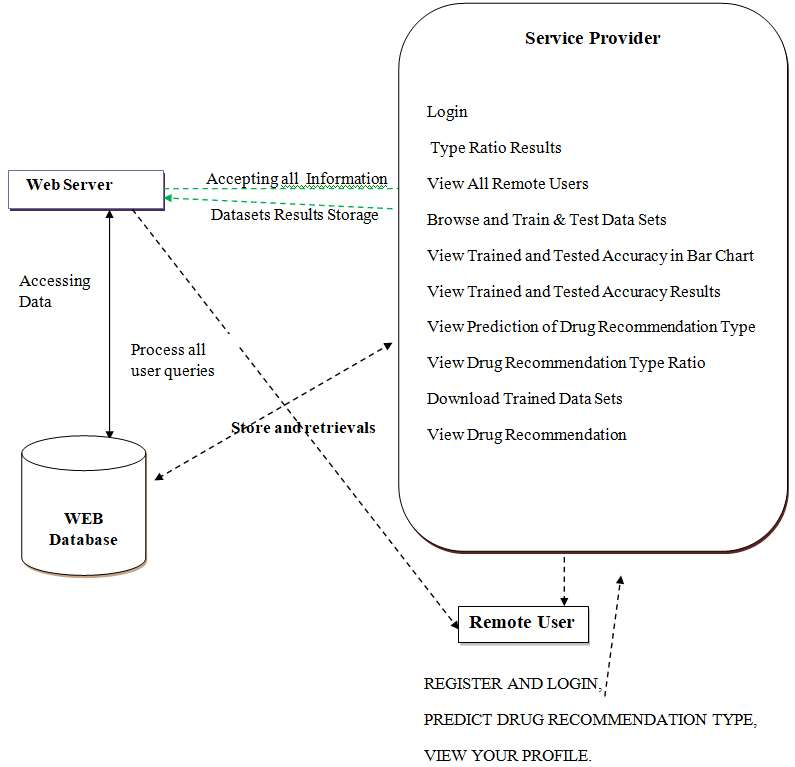 Service Provider
Login
Type Ratio Results
View All Remote Users
Browse and Train & Test Data Sets
View Trained and Tested Accuracy in Bar Chart
View Trained and Tested Accuracy Results
View Prediction of Drug Recommendation Type
View Drug Recommendation Type Ratio
Download Trained Data Sets
View Drug Recommendation
Web Server
Accepting all Information
Datasets Results Storage
Accessing
Data
Process all
user queries
Store and retrievals
WEB
Database
Remote User
REGISTER AND LOGIN,
PREDICT DRUG RECOMMENDATION TYPE,
VIEW YOUR PROFILE.